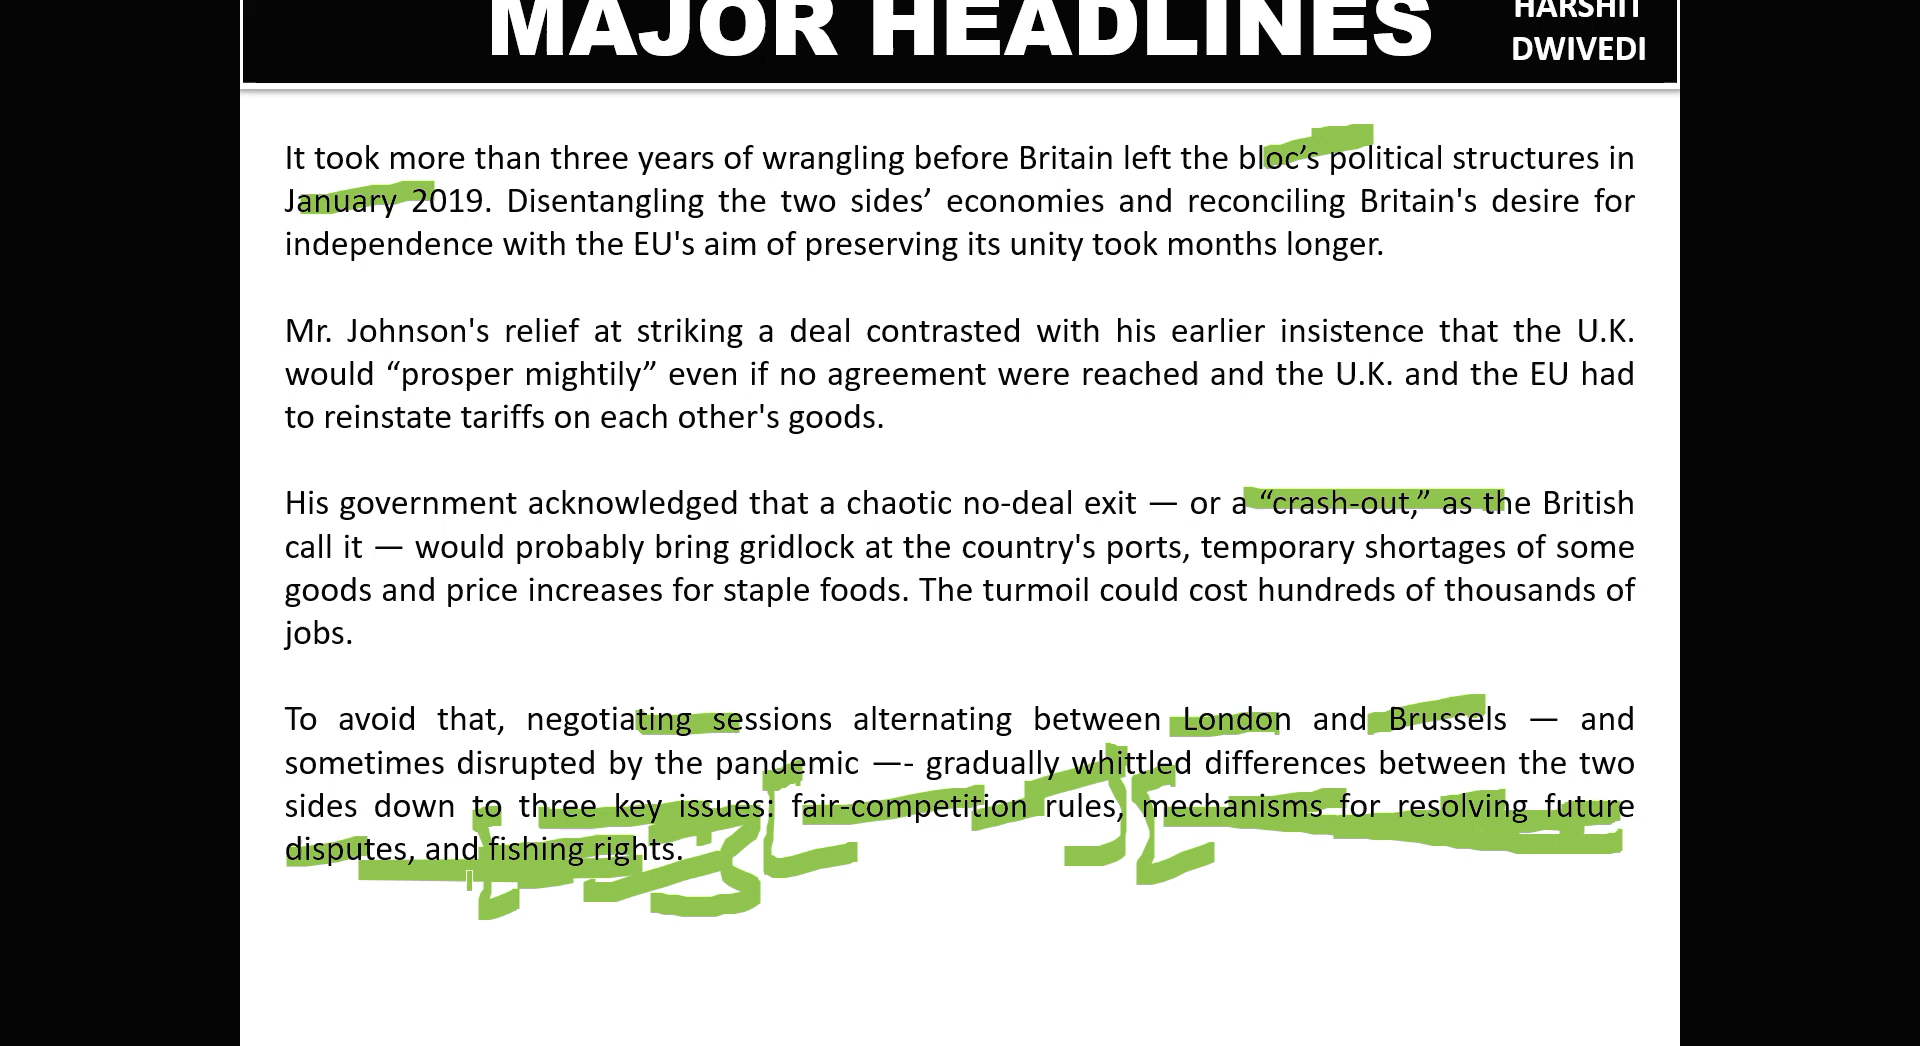 MAJOR HEADLINES
HARSHIT
DWIVEDI
It took more than three years of wrangling before Britain left the bloc’s political structures in
January 2019. Disentangling the two sides’ economies and reconciling Britain's desire for
independence with the EU's aim of preserving its unity took months longer.
Mr. Johnson's relief at striking a deal contrasted with his earlier insistence that the U.K.
would “prosper mightily” even if no agreement were reached and the U.K. and the EU had
to reinstate tariffs on each other's goods.
His government acknowledged that a chaotic no-deal exit — or a “crash-out,” as the British
call it — would probably bring gridlock at the country's ports, temporary shortages of some
goods and price increases for staple foods. The turmoil could cost hundreds of thousands of
jobs.
To avoid that, negotiating sessions alternating between London and Brussels — and
sometimes disrupted by the pandemic —- gradually whittled differences between the two
sides down to three key issues: fair-competition rules, mechanisms for resolving future
disputes, and fishing rights.